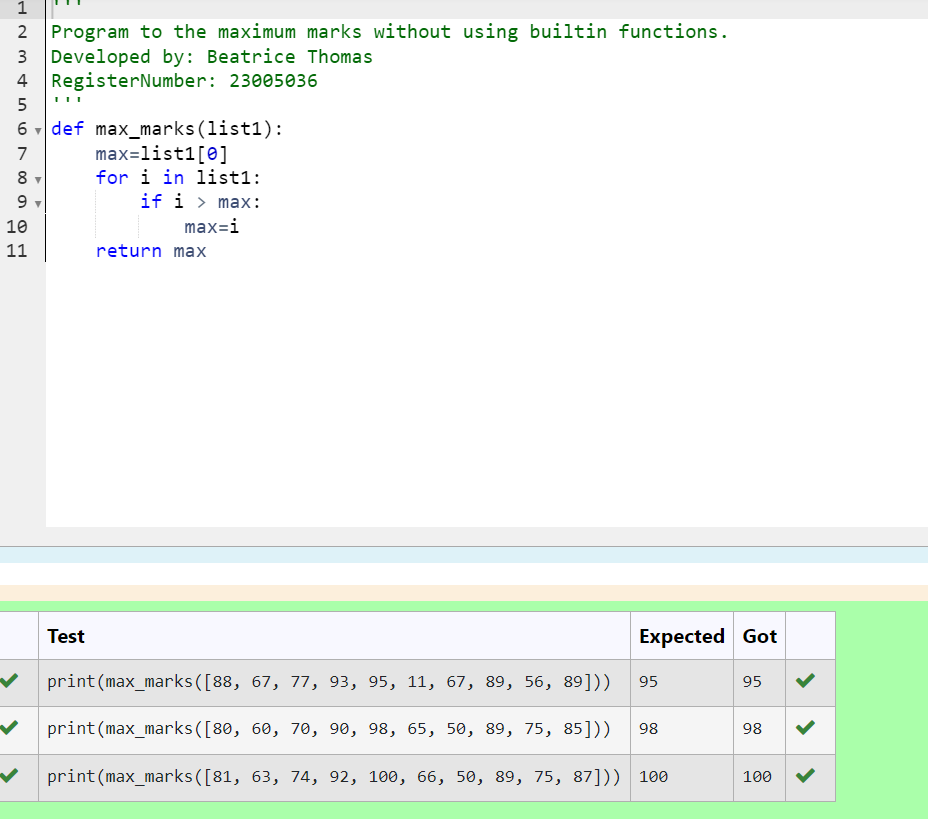 1 '''
2 Program to the maximum marks without using builtin functions.
3 Developed by: Beatrice Thomas
4 RegisterNumber: 23005036
5 '''
6 def max_marks(list1):
7     max=list1[0]
8     for i in list1:
9         if i > max:
10             max=i
11     return max
Test Expected Got
print(max_marks([88, 67, 77, 93, 95, 11, 67, 89, 56, 89])) 95 95
print(max_marks([80, 60, 70, 90, 98, 65, 50, 89, 75, 85])) 98 98
print(max_marks([81, 63, 74, 92, 100, 66, 50, 89, 75, 87])) 100 100